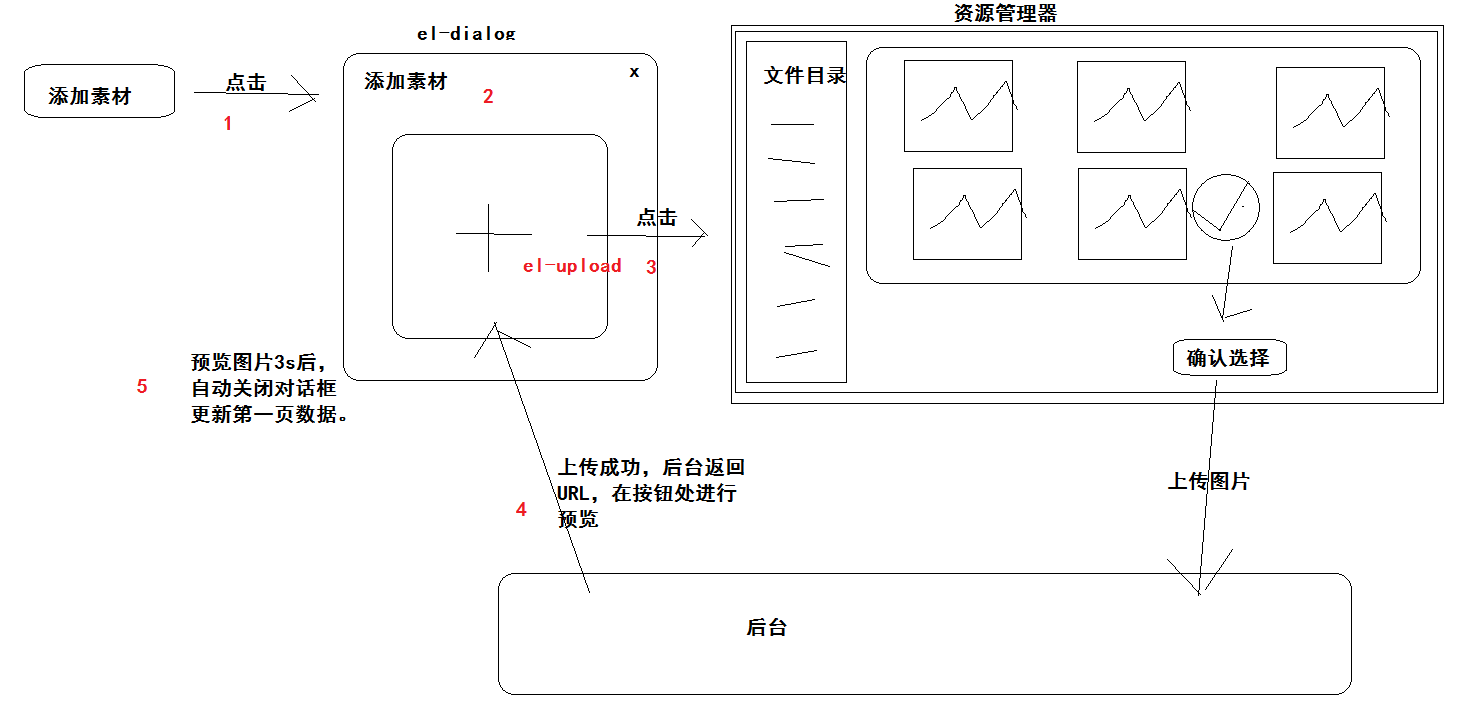 资源管理器
el-dialog
添加素材
点击
1
添加素材
x
2
文件目录
点击
el-upload
3
确认选择
5
预览图片3s后，
自动关闭对话框
更新第一页数据。
上传成功，后台返回
URL，在按钮处进行
预览
4
上传图片
后台